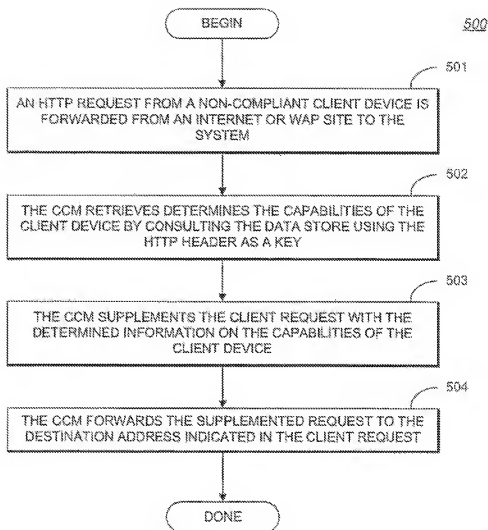 BEGIN
500
501
AN HTTP REQUEST FROM A NON-COMPLIANT CLIENT DEVICE IS
FORWARDED FROM AN INTERNET OR WAP SITE TO THE
SYSTEM
502
THE CCM RETRIEVES DETERMINES THE CAPABILITIES OF THE
CLIENT DEVICE BY CONSULTING THE DATA STORE USING THE
HTTP HEADER AS A KEY
503
THE CCM SUPPLEMENTS THE CLIENT REQUEST WITH THE
DETERMINED INFORMATION ON THE CAPABILITIES OF THE
CLIENT DEVICE
504
THE CCM FORWARDS THE SUPPLEMENTED REQUEST TO THE
DESTINATION ADDRESS INDICATED IN THE CLIENT REQUEST
DONE